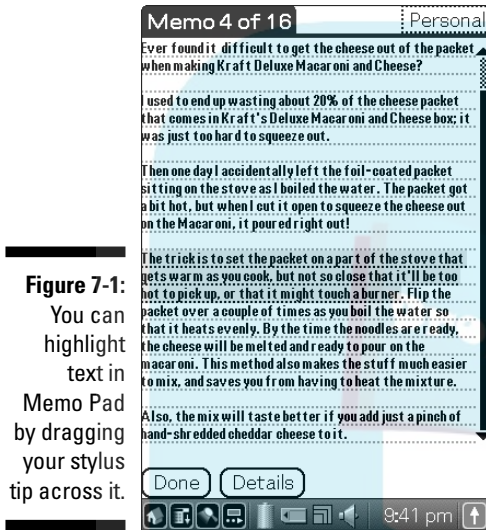 Memo 4 of 16
Personal
Ever found it difficult to get the cheese out of the packet
when making Kraft Deluxe Macaroni and Cheese?
I used to end up wasting about 20% of the cheese packet
that comes in Kraft's Deluxe Macaroni and Cheese box; it
was just too hard to squeeze out.
Then one day I accidentally left the foil-coated packet
sitting on the stove as I boiled the water. The packet got
a bit hot, but when I cut it open to squeeze the cheese out
on the Macaroni, it poured right out!
The trick is to set the packet on a part of the stove that
gets warm as you cook, but not so close that it'll be too
hot to pick up, or that it might touch a burner. Flip the
packet over a couple of times as you boil the water so
that it heats evenly. By the time the noodles are ready,
the cheese will be melted and ready to pour on the
macaroni. This method also makes the stuff much easier
to mix, and saves you from having to heat the mixture.
Also, the mix will taste better if you add just a pinch of
hand-shredded cheddar cheese to it.
Done
Details
9:41 pm
Figure 7-1:
You can
highlight
text in
Memo Pad
by dragging
your stylus
tip across it.